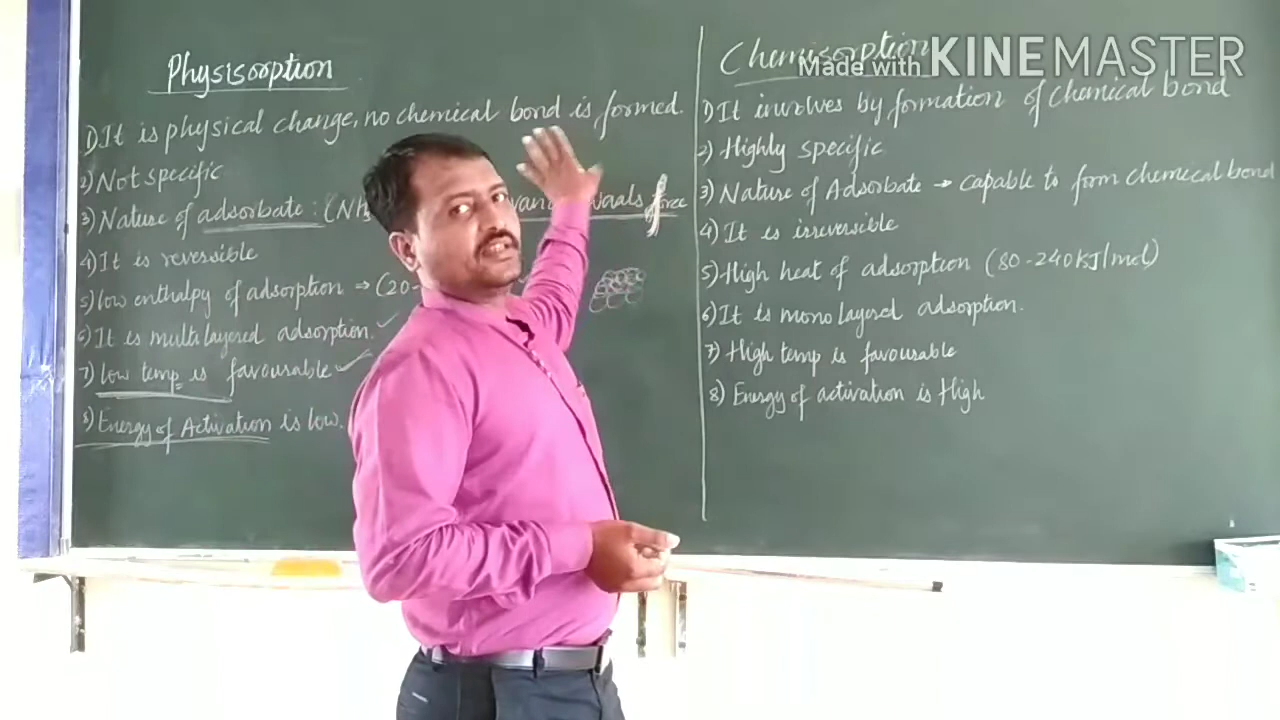 Physisorption
1) It is physical change, no chemical bond is formed.
2) Not specific
3) Nature of adsorbate : (NH3 Waals force
4) It is reversible
5) low enthalpy of adsorption → (20-
6) It is multilayered adsorption.
7) low temp is favourable
8) Energy of Activation is low.
Chemisorption
1) It involves by formation of chemical bond
2) Highly specific
3) Nature of Adsorbate → capable to form chemical bond
4) It is irreversible
5) High heat of adsorption (80-240 KJ/mol)
6) It is mono layered adsorption.
7) High temp is favourable
8) Energy of activation is High
Made with KINEMASTER